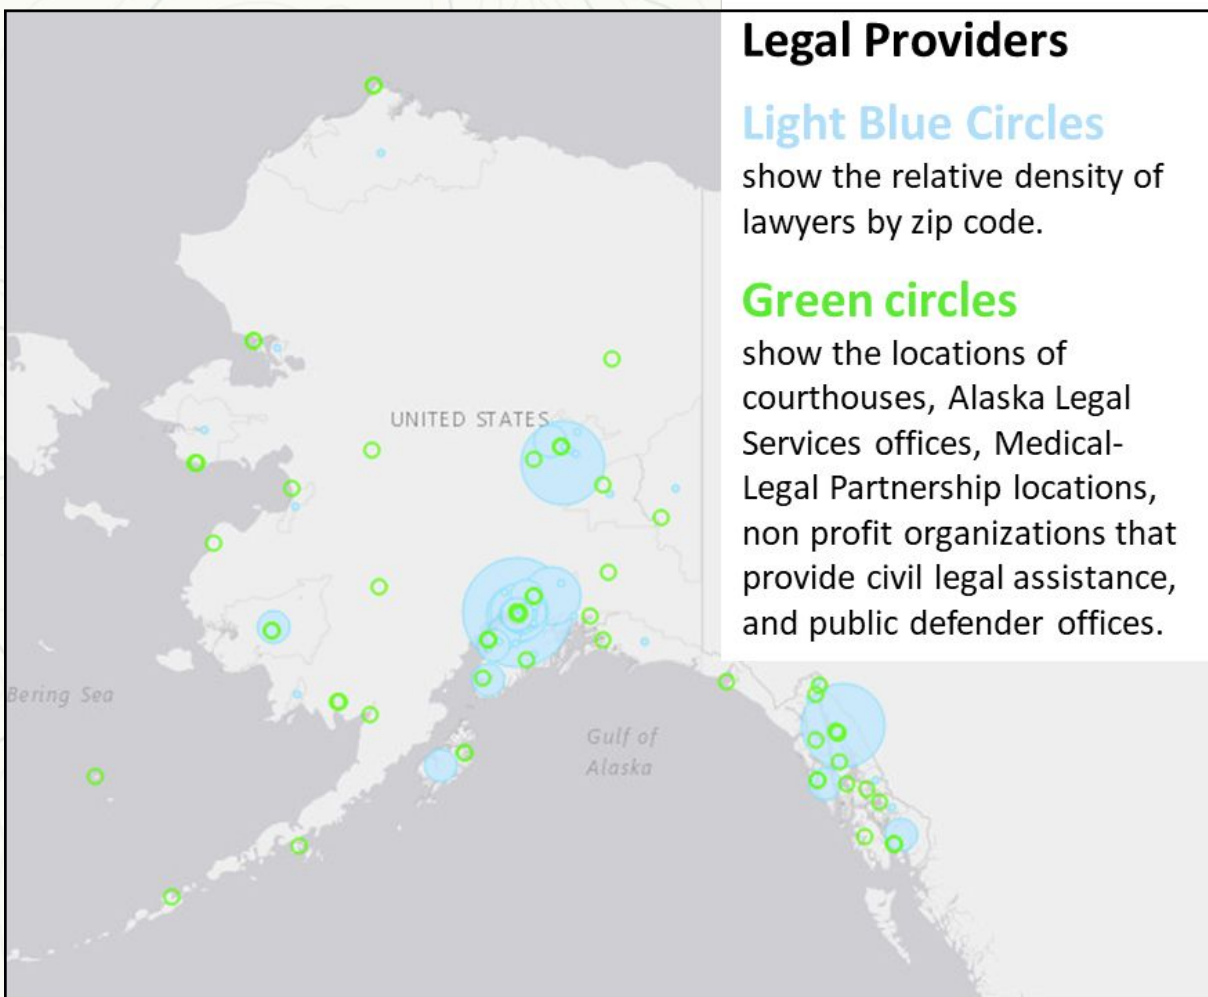 Legal Providers
Light Blue Circles
show the relative density of
lawyers by zip code.
Green circles
show the locations of
courthouses, Alaska Legal
Services offices, Medical-
Legal Partnership locations,
non profit organizations that
provide civil legal assistance,
and public defender offices.
UNITED STATES
Bering Sea
Gulf of
Alaska